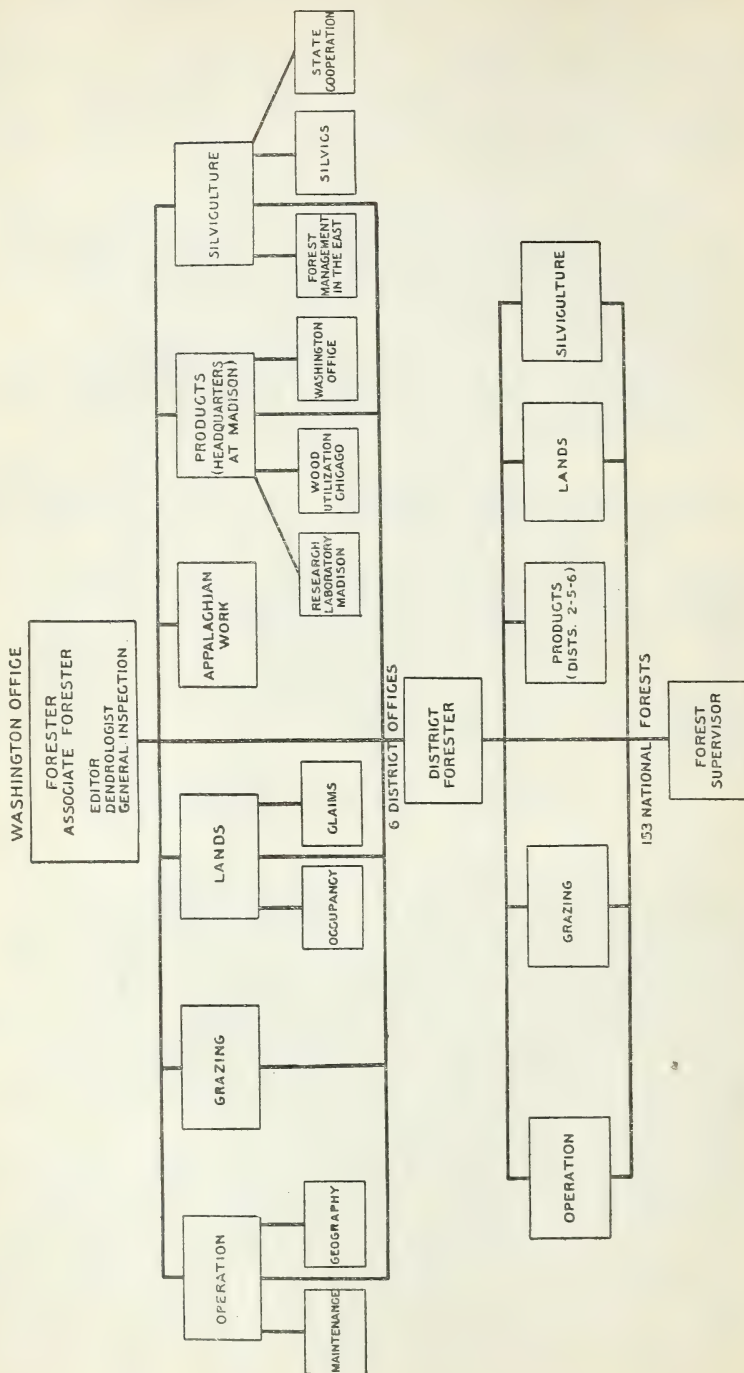 WASHINGTON OFFICE
FORESTER
ASSOCIATE FORESTER
EDITOR
DENDROLOGIST
GENERAL INSPECTION
OPERATION
GRAZING
LANDS
APPALACHIAN
WORK
PRODUCTS
(HEADQUARTERS
AT MADISON)
SILVICULTURE
MAINTENANCE
GEOGRAPHY
OCCUPANCY
CLAIMS
RESEARCH
LABORATORY
MADISON
WOOD
UTILIZATION
CHICAGO
WASHINGTON
OFFICE
FOREST
MANAGEMENT
IN THE EAST
SILVICS
STATE
COOPERATION
6 DISTRICT OFFICES
DISTRICT
FORESTER
OPERATION
GRAZING
PRODUCTS
(DISTS. 2-5-6)
LANDS
SILVICULTURE
153 NATIONAL FORESTS
FOREST
SUPERVISOR